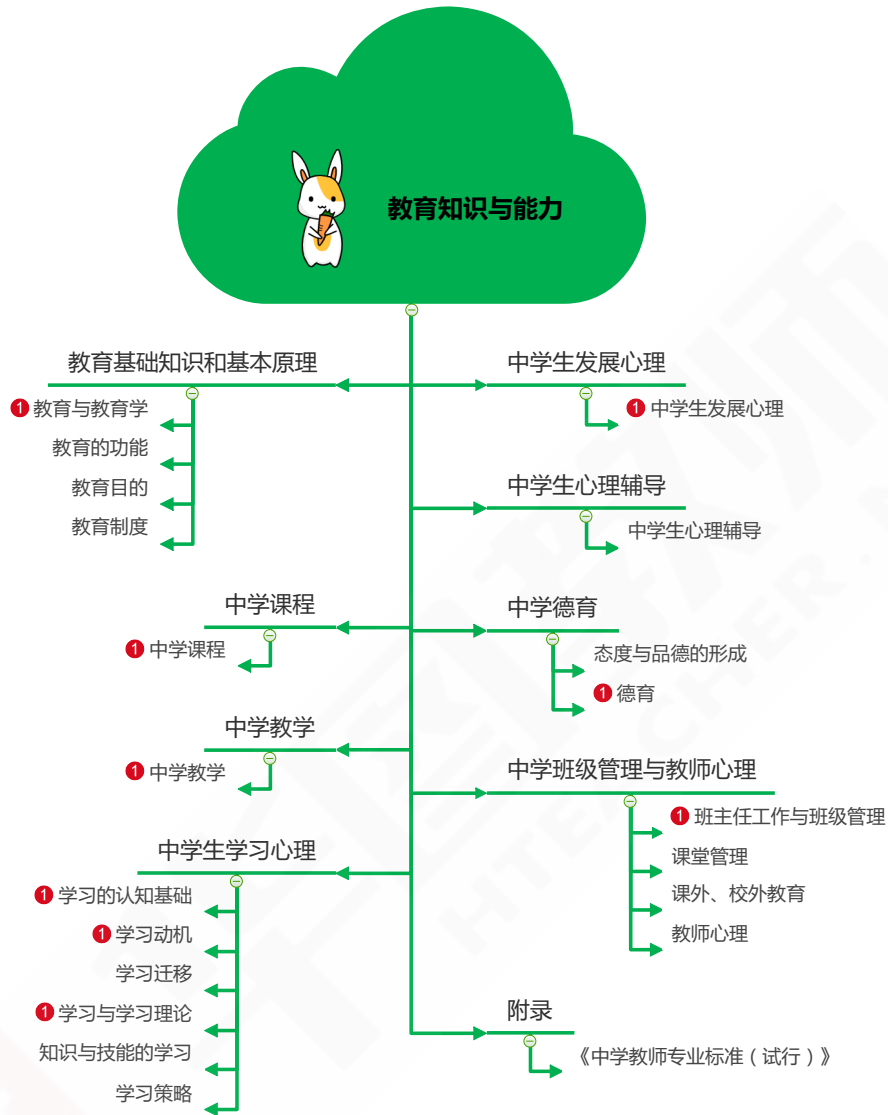 教育知识与能力
教育基础知识和基本原理
1 教育与教育学
教育的功能
教育目的
教育制度
中学课程
1 中学课程
中学教学
1 中学教学
中学生学习心理
1 学习的认知基础
1 学习动机
学习迁移
1 学习与学习理论
知识与技能的学习
学习策略
中学生发展心理
1 中学生发展心理
中学生心理辅导
中学生心理辅导
中学德育
态度与品德的形成
1 德育
中学班级管理与教师心理
1 班主任工作与班级管理
课堂管理
课外、校外教育
教师心理
附录
《中学教师专业标准（试行）》